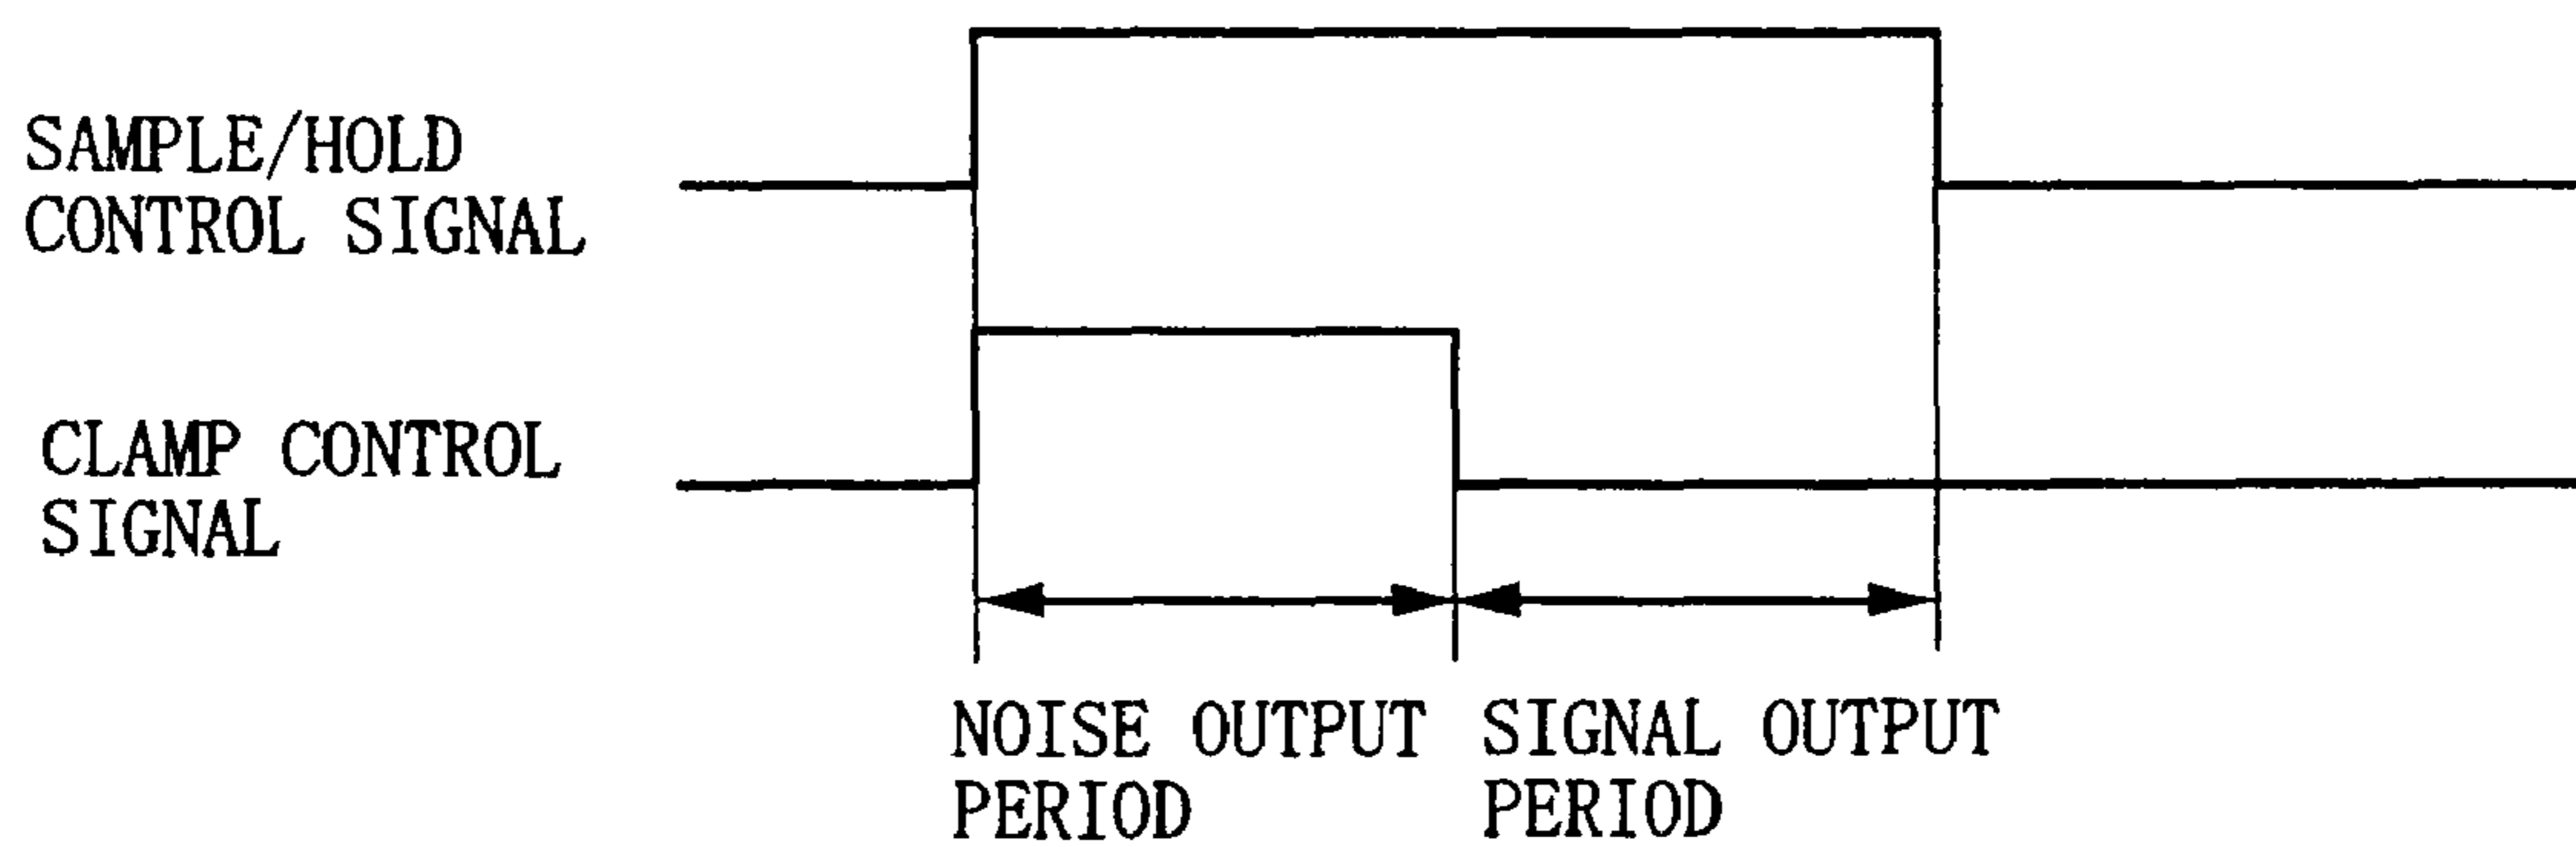 SAMPLE/HOLD
CONTROL SIGNAL
CLAMP CONTROL
SIGNAL
NOISE OUTPUT
PERIOD
SIGNAL OUTPUT
PERIOD